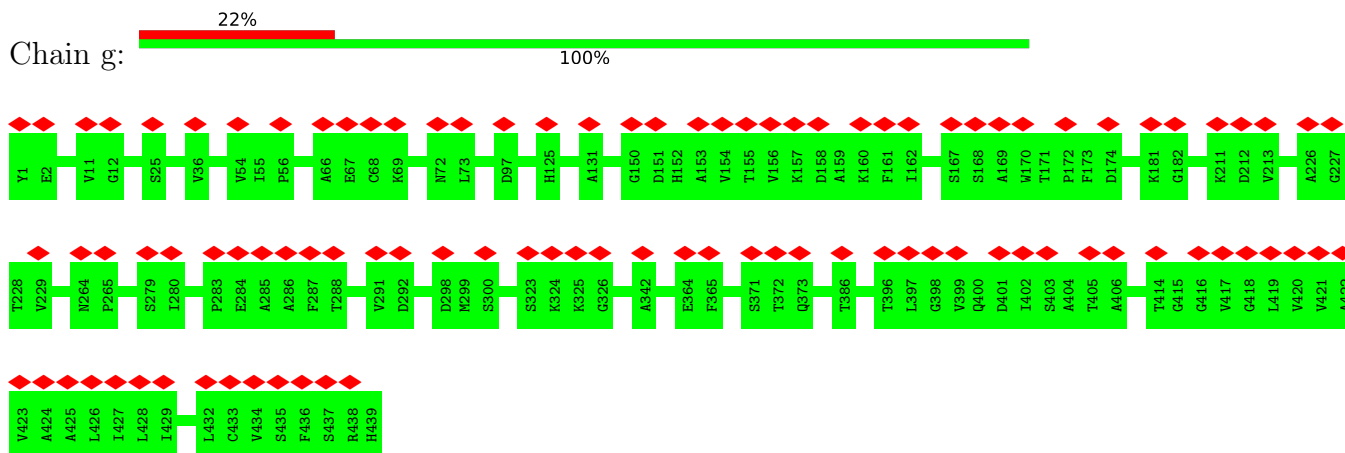 22%
Chain g:
100%
Y1 E2 V11 G12 S25 V36 V54 I55 P56 A66 E67 C68 K69 N72 L73 D97 H125 A131 G150 D151 H152 A153 V154 T155 V156 K157 D158 A159 K160 F161 I162 S167 S168 A169 W170 T171 P172 F173 D174 K181 G182 K211 D212 V213 A226 G227
T228 V229 N264 P265 S279 I280 P283 E284 A285 A286 F287 T288 V291 D292 D298 M299 S300 S323 K324 K325 G326 A342 E364 F365 S371 T372 Q373 T386 T396 L397 G398 V399 Q400 D401 I402 S403 A404 T405 A406 T414 G415 G416 V417 G418 L419 V420 V421
V423 A424 A425 L426 I427 L428 I429 L432 C433 V434 S435 F436 S437 R438 H439